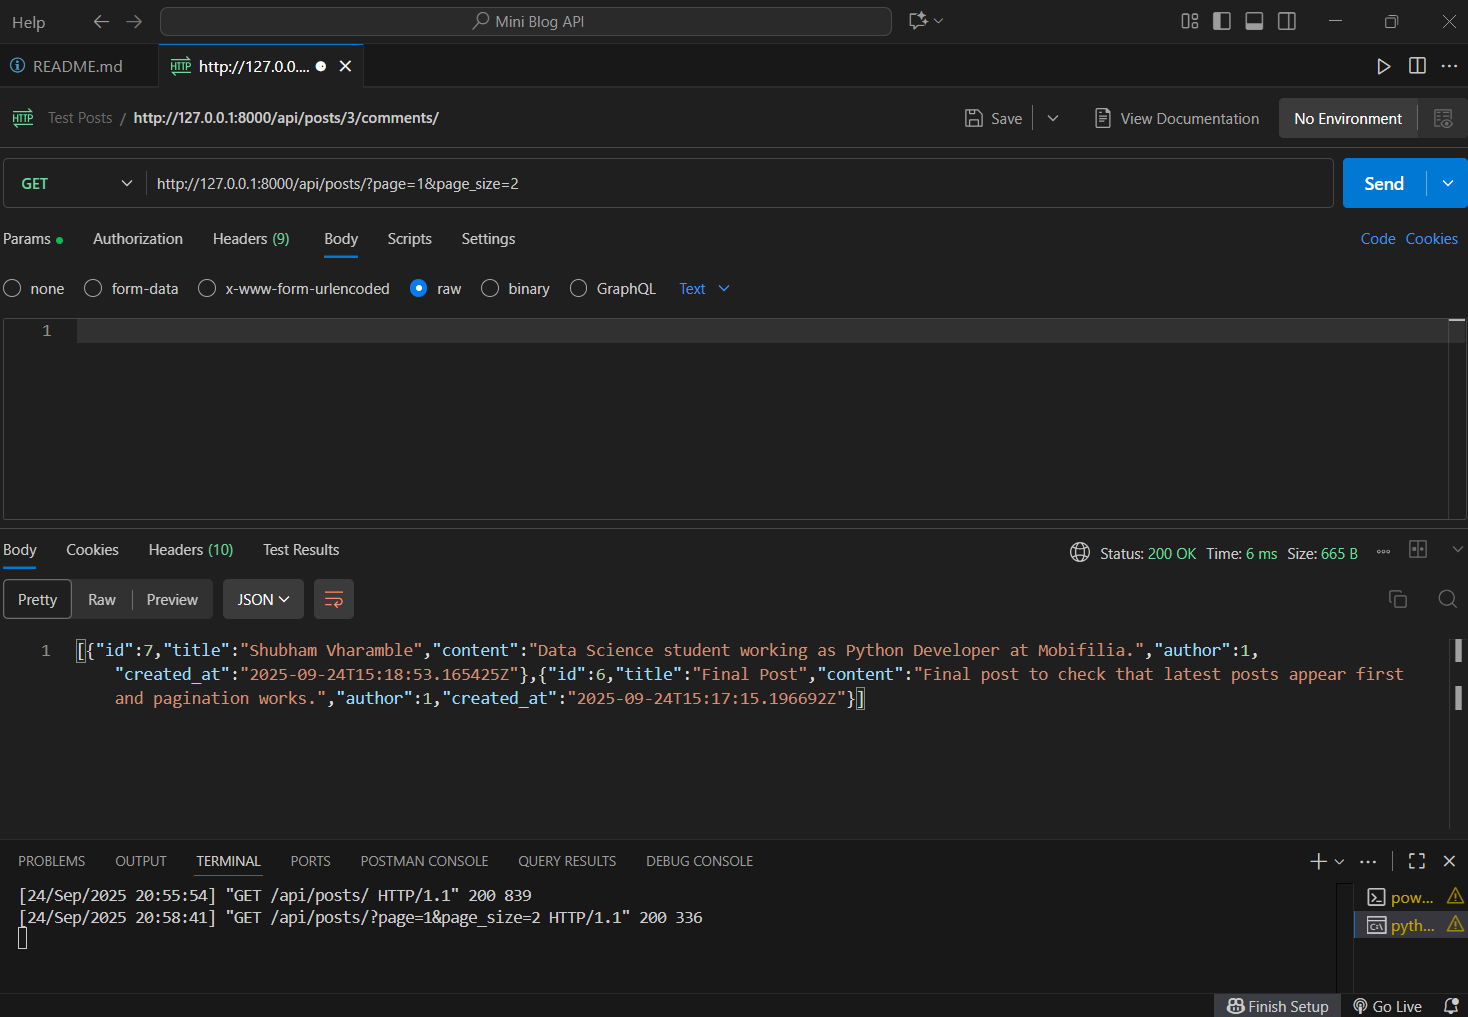 Help
Mini Blog API
README.md
http://127.0.0....
HTTP Test Posts / http://127.0.0.1:8000/api/posts/3/comments/
Save
View Documentation
No Environment
GET
http://127.0.0.1:8000/api/posts/?page=1&page_size=2
Send
Params
Authorization
Headers (9)
Body
Scripts
Settings
Code
Cookies
none
form-data
x-www-form-urlencoded
raw
binary
GraphQL
Text
1
Body
Cookies
Headers (10)
Test Results
Status: 200 OK Time: 6 ms Size: 665 B
Pretty
Raw
Preview
JSON
1 [{"id":7,"title":"Shubham Vharamble","content":"Data Science student working as Python Developer at Mobifilia.","author":1,
"created_at":"2025-09-24T15:18:53.165425Z"},{"id":6,"title":"Final Post","content":"Final post to check that latest posts appear first
and pagination works.","author":1,"created_at":"2025-09-24T15:17:15.196692Z"}]
PROBLEMS
OUTPUT
TERMINAL
PORTS
POSTMAN CONSOLE
QUERY RESULTS
DEBUG CONSOLE
[24/Sep/2025 20:55:54] "GET /api/posts/ HTTP/1.1" 200 839
[24/Sep/2025 20:58:41] "GET /api/posts/?page=1&page_size=2 HTTP/1.1" 200 336
pow...
pyth...
Finish Setup
Go Live